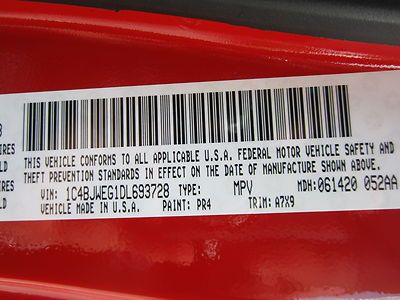 THIS VEHICLE CONFORMS TO ALL APPLICABLE U.S.A. FEDERAL MOTOR VEHICLE SAFETY AND
THEFT PREVENTION STANDARDS IN EFFECT ON THE DATE OF MANUFACTURE SHOWN ABOVE.
VIN: 1C4BJWEG1DL693728 TYPE: MPV MDH: 061420 052AA
VEHICLE MADE IN U.S.A. PAINT: PR4 TRIM: A7X9